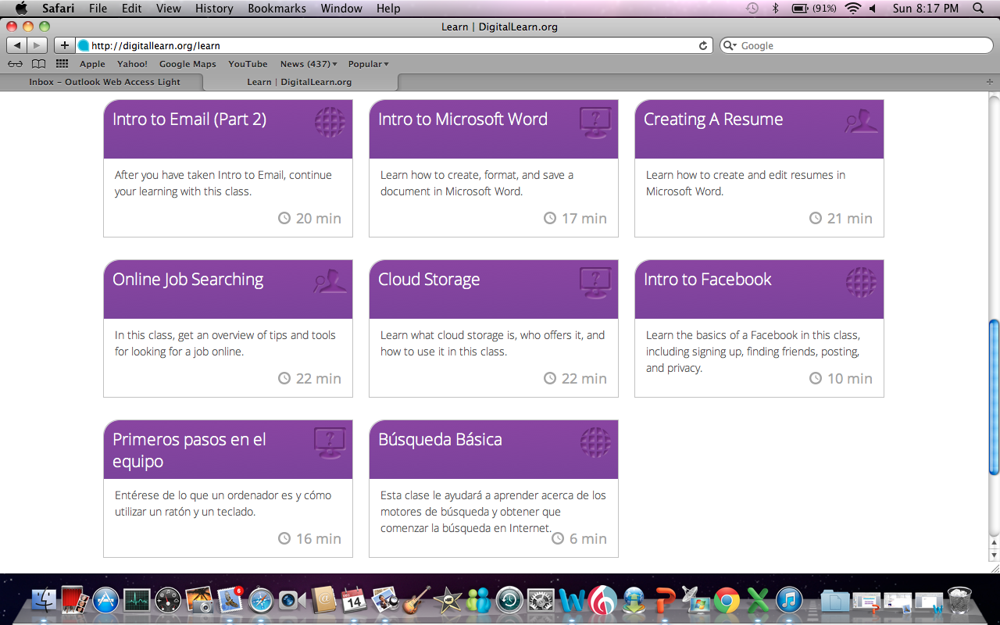 Safari File Edit View History Bookmarks Window Help (91%) Sun 8:17 PM
Learn | DigitalLearn.org
http://digitallearn.org/learn Google
Apple Yahoo! Google Maps YouTube News (437) Popular
Inbox – Outlook Web Access Light Learn | DigitalLearn.org
Intro to Email (Part 2)
After you have taken Intro to Email, continue
your learning with this class.
20 min
Intro to Microsoft Word
?
Learn how to create, format, and save a
document in Microsoft Word.
17 min
Creating A Resume
Learn how to create and edit resumes in
Microsoft Word.
21 min
Online Job Searching
In this class, get an overview of tips and tools
for looking for a job online.
22 min
Cloud Storage
?
Learn what cloud storage is, who offers it, and
how to use it in this class.
22 min
Intro to Facebook
Learn the basics of a Facebook in this class,
including signing up, finding friends, posting,
and privacy.
10 min
Primeros pasos en el
equipo
?
Entérese de lo que un ordenador es y cómo
utilizar un ratón y un teclado.
16 min
Búsqueda Básica
Esta clase le ayudará a aprender acerca de los
motores de búsqueda y obtener que
comenzar la búsqueda en Internet.
6 min
6
DEC
14